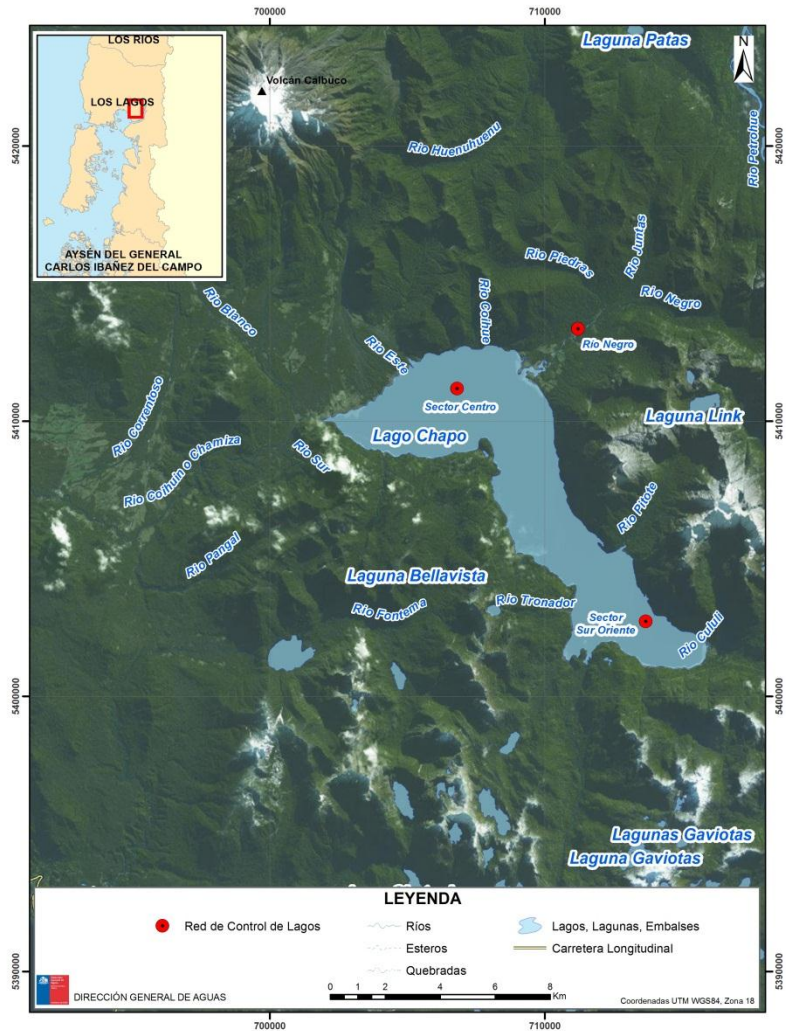 700000
710000
LOS RIOS
LOS LAGOS
AYSÉN DEL GENERAL
CARLOS IBAÑEZ DEL CAMPO
Laguna Patas
N
Volcán Calbuco
5420000
Río Huenuhuenu
Río Petrohue
5420000
Río Juntas
Río Piedras
Río Negro
Río Blanco
Río Colhue
Río Negro
Río Este
Sector Centro
Laguna Link
5410000
Lago Chapo
5410000
Río Correntoso
Río Sur
Río Colhuin o Chamiza
Río Pitote
Río Pangal
Laguna Bellavista
Río Tronador
Río Fontema
Sector
Sur Oriente
Río Cululi
5400000
5400000
Lagunas Gaviotas
Laguna Gaviotas
LEYENDA
Red de Control de Lagos
Ríos
Lagos, Lagunas, Embalses
Esteros
Carretera Longitudinal
Quebradas
5390000
5390000
DIRECCIÓN GENERAL DE AGUAS
0 1 2 4 6 8
Km
Coordenadas UTM WGS84, Zona 18
700000
710000